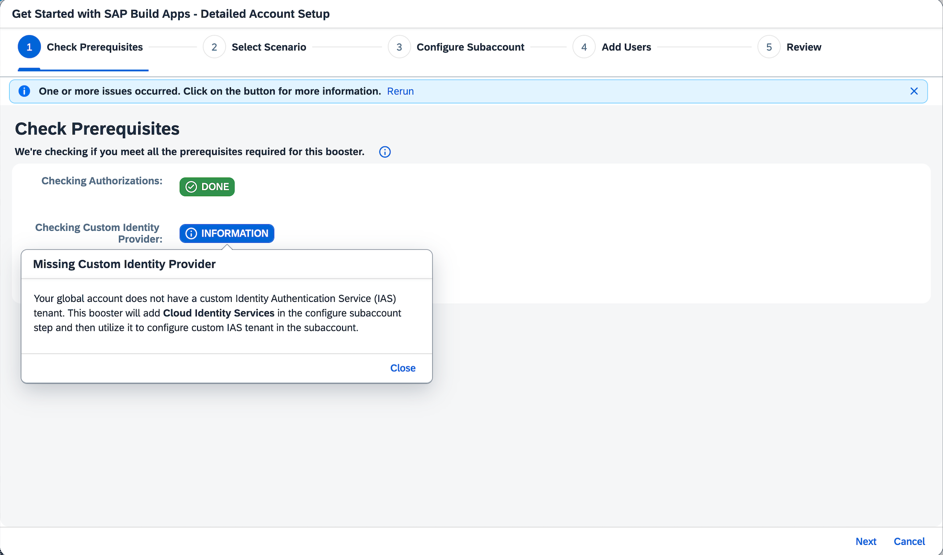 Get Started with SAP Build Apps - Detailed Account Setup
1 Check Prerequisites 2 Select Scenario 3 Configure Subaccount 4 Add Users 5 Review
One or more issues occurred. Click on the button for more information. Rerun
Check Prerequisites
We're checking if you meet all the prerequisites required for this booster.
Checking Authorizations: DONE
Checking Custom Identity
Provider: INFORMATION
Missing Custom Identity Provider
Your global account does not have a custom Identity Authentication Service (IAS)
tenant. This booster will add Cloud Identity Services in the configure subaccount
step and then utilize it to configure custom IAS tenant in the subaccount.
Close
Next Cancel